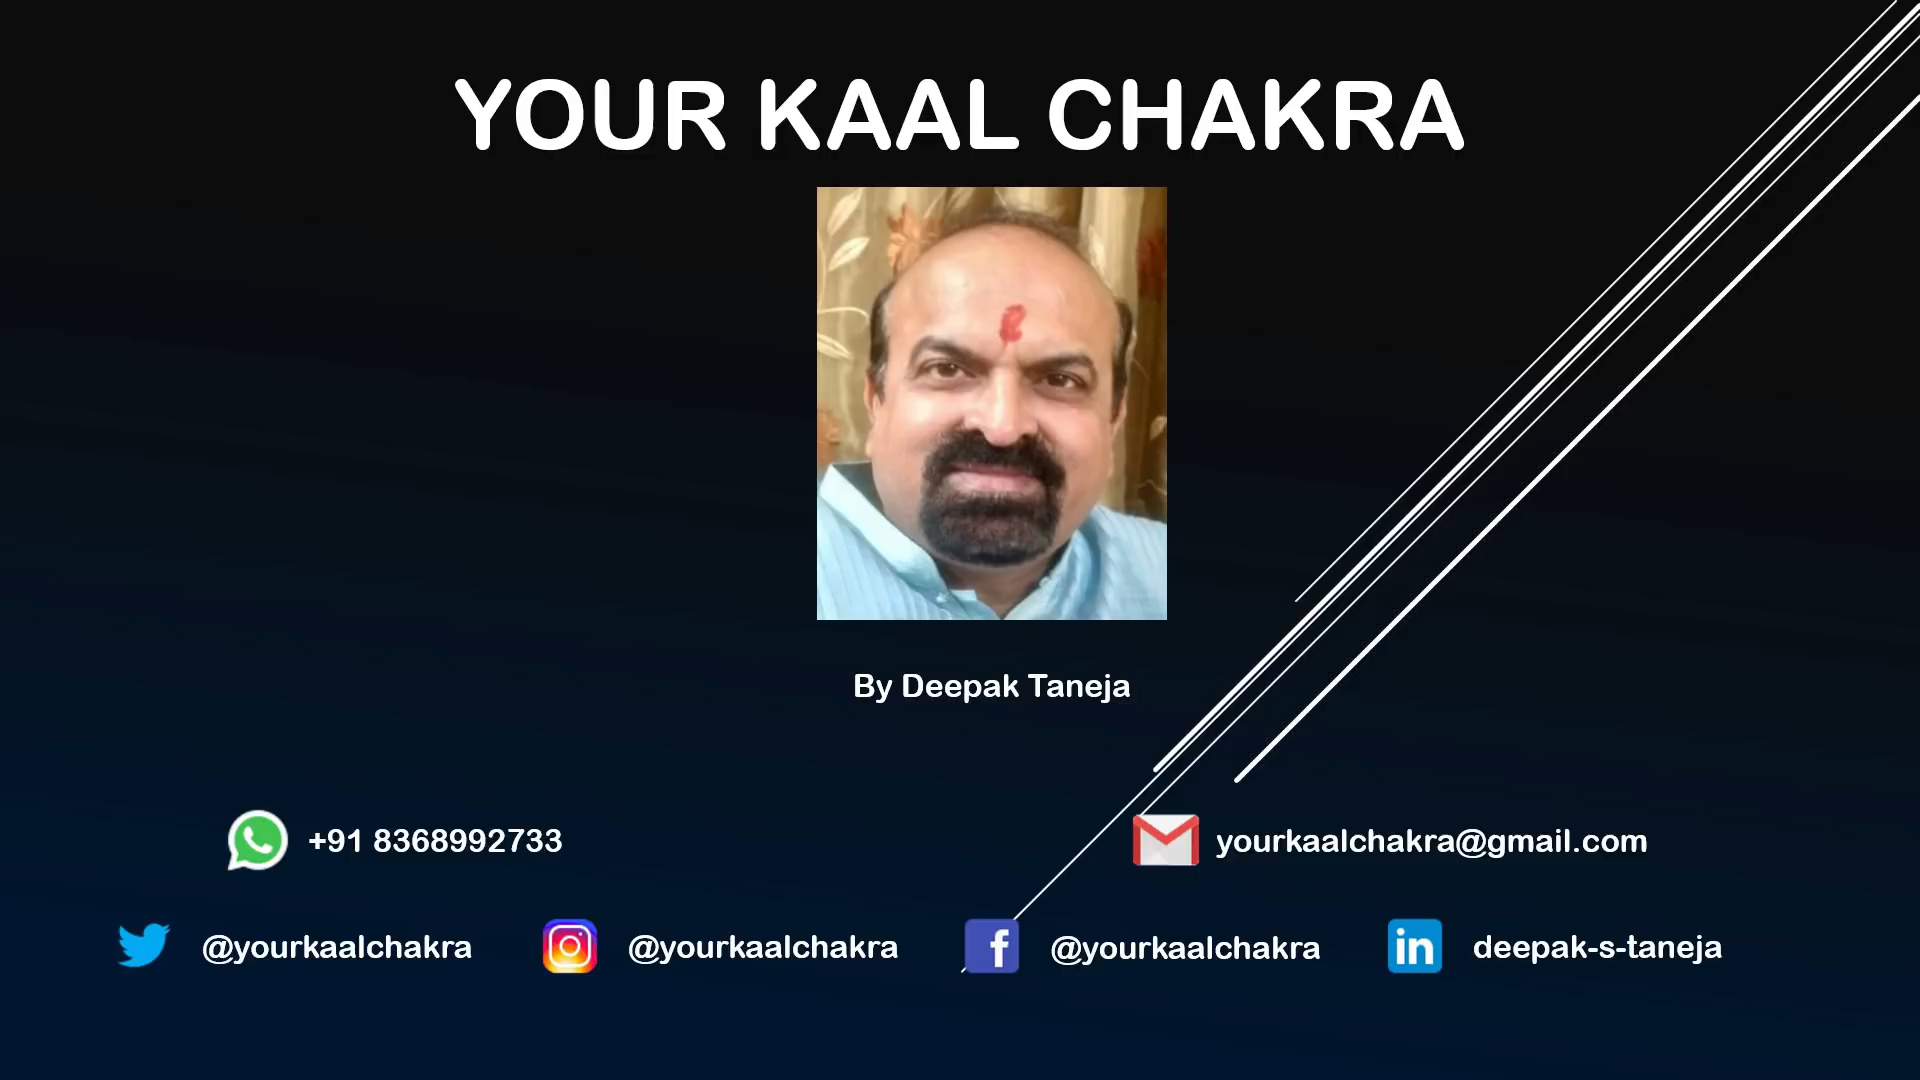 YOUR KAAL CHAKRA
By Deepak Taneja
+91 8368992733
yourkaalchakra@gmail.com
@yourkaalchakra
@yourkaalchakra
@yourkaalchakra
deepak-s-taneja